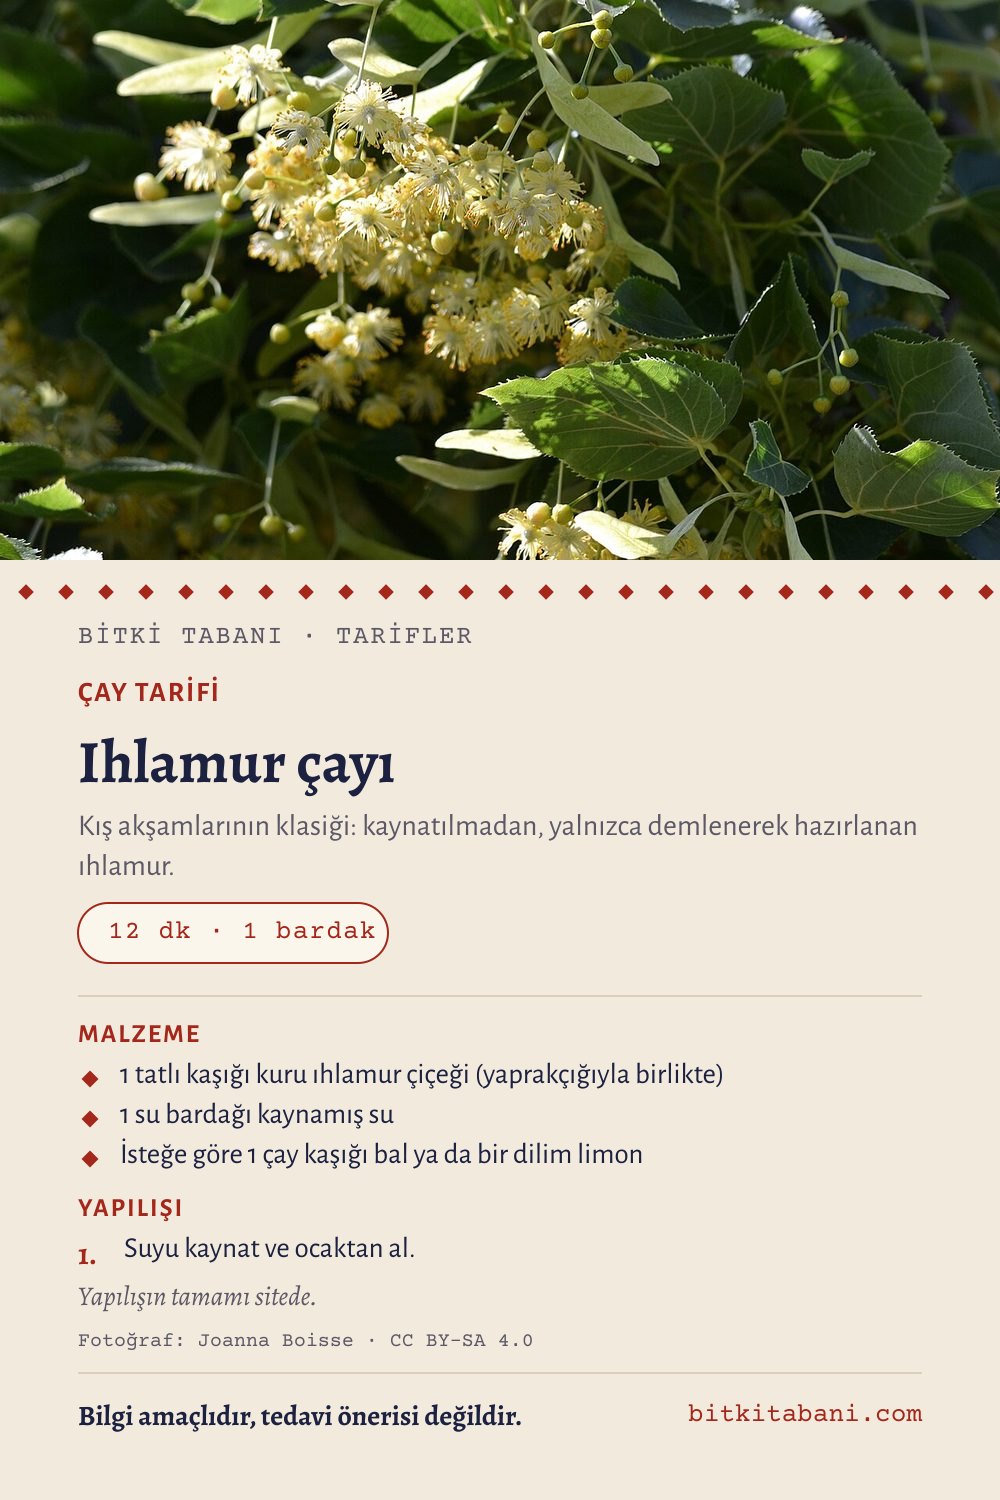 BİTKİ TABANI · TARİFLER
ÇAY TARİFİ
Ihlamur çayı
Kış akşamlarının klasiği: kaynatılmadan, yalnızca demlenerek hazırlanan
ıhlamur.
12 dk · 1 bardak
MALZEME
◆ 1 tatlı kaşığı kuru ıhlamur çiçeği (yaprakçığıyla birlikte)
◆ 1 su bardağı kaynamış su
◆ İsteğe göre 1 çay kaşığı bal ya da bir dilim limon
YAPILIŞI
1. Suyu kaynat ve ocaktan al.
Yapılışın tamamı sitede.
Fotoğraf: Joanna Boisse · CC BY-SA 4.0
Bilgi amaçlıdır, tedavi önerisi değildir.
bitkitabani.com